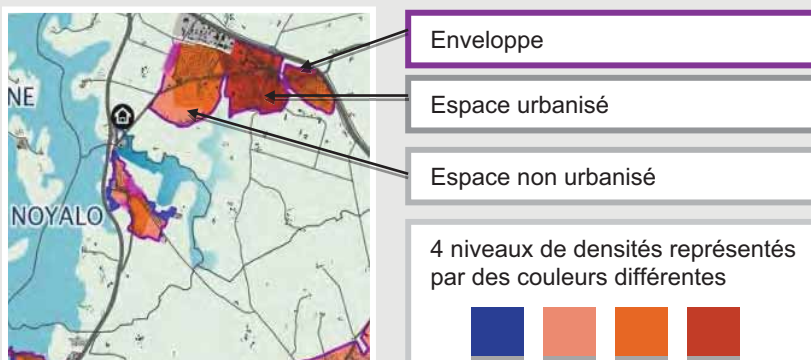 NE
NOYALO
Enveloppe
Espace urbanisé
Espace non urbanisé
4 niveaux de densités représentés
par des couleurs différentes